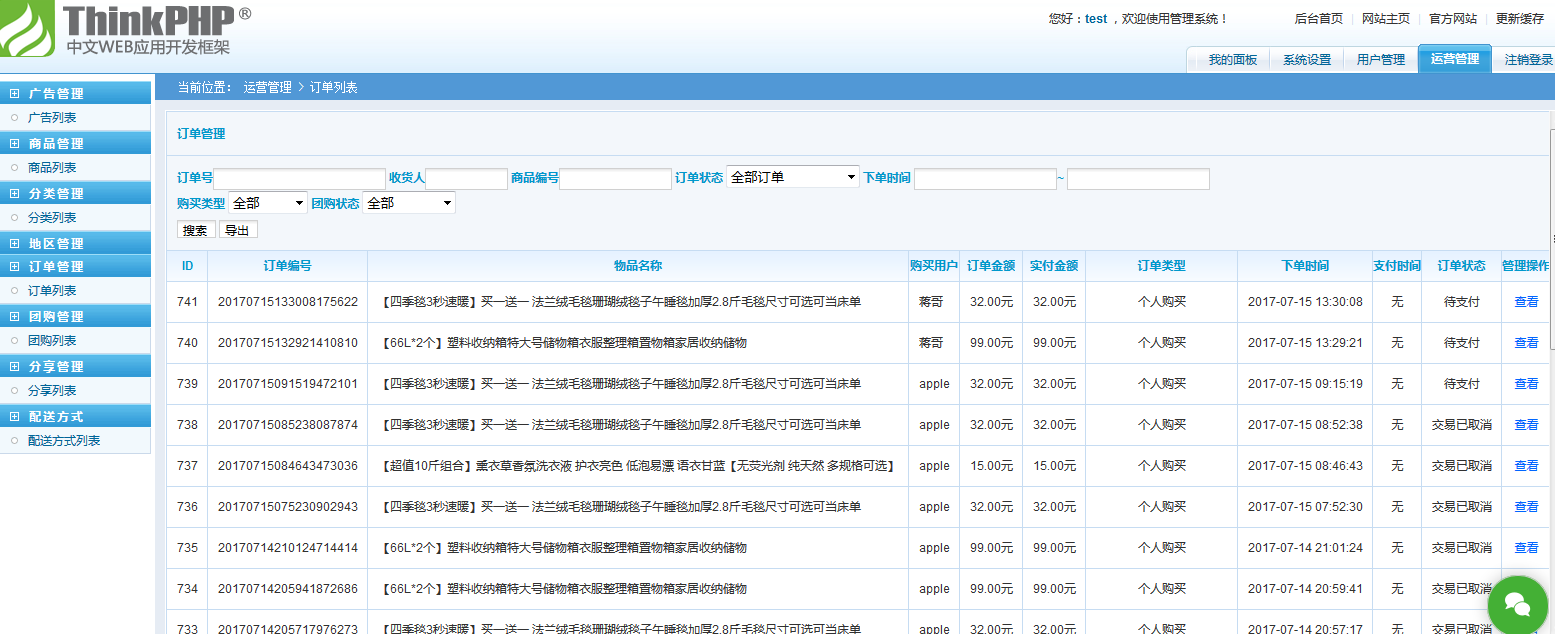 ThinkPHP®
中文WEB应用开发框架
您好：test ，欢迎使用管理系统！ 后台首页 | 网站主页 | 官方网站 | 更新缓存
我的面板 系统设置 用户管理 运营管理 注销登录
当前位置： 运营管理 > 订单列表
广告管理
广告列表
商品管理
商品列表
分类管理
分类列表
地区管理
订单管理
订单列表
团购管理
团购列表
分享管理
分享列表
配送方式
配送方式列表
订单管理
订单号 收货人 商品编号 订单状态 全部订单 下单时间 ~
购买类型 全部 团购状态 全部
搜索 导出
ID 订单编号 物品名称 购买用户 订单金额 实付金额 订单类型 下单时间 支付时间 订单状态 管理操作
741 20170715133008175622 【四季毯3秒速暖】买一送一 法兰绒毛毯珊瑚绒毯子午睡毯加厚2.8斤毛毯尺寸可选可当床单 蒋哥 32.00元 32.00元 个人购买 2017-07-15 13:30:08 无 待支付 查看
740 20170715132921410810 【66L*2个】塑料收纳箱特大号储物箱衣服整理箱置物箱家居收纳储物 蒋哥 99.00元 99.00元 个人购买 2017-07-15 13:29:21 无 待支付 查看
739 20170715091519472101 【四季毯3秒速暖】买一送一 法兰绒毛毯珊瑚绒毯子午睡毯加厚2.8斤毛毯尺寸可选可当床单 apple 32.00元 32.00元 个人购买 2017-07-15 09:15:19 无 待支付 查看
738 20170715085238087874 【四季毯3秒速暖】买一送一 法兰绒毛毯珊瑚绒毯子午睡毯加厚2.8斤毛毯尺寸可选可当床单 apple 32.00元 32.00元 个人购买 2017-07-15 08:52:38 无 交易已取消 查看
737 20170715084643473036 【超值10斤组合】薰衣草香氛洗衣液 护衣亮色 低泡易漂 语衣甘蓝【无荧光剂 纯天然 多规格可选】 apple 15.00元 15.00元 个人购买 2017-07-15 08:46:43 无 交易已取消 查看
736 20170715075230902943 【四季毯3秒速暖】买一送一 法兰绒毛毯珊瑚绒毯子午睡毯加厚2.8斤毛毯尺寸可选可当床单 apple 32.00元 32.00元 个人购买 2017-07-15 07:52:30 无 交易已取消 查看
735 20170714210124714414 【66L*2个】塑料收纳箱特大号储物箱衣服整理箱置物箱家居收纳储物 apple 99.00元 99.00元 个人购买 2017-07-14 21:01:24 无 交易已取消 查看
734 20170714205941872686 【66L*2个】塑料收纳箱特大号储物箱衣服整理箱置物箱家居收纳储物 apple 99.00元 99.00元 个人购买 2017-07-14 20:59:41 无 交易已取消
733 20170714205717976273 【四季毯3秒速暖】买一送一 法兰绒毛毯珊瑚绒毯子午睡毯加厚2.8斤毛毯尺寸可选可当床单 apple 32.00元 32.00元 个人购买 2017-07-14 20:57:17 无 交易已取消